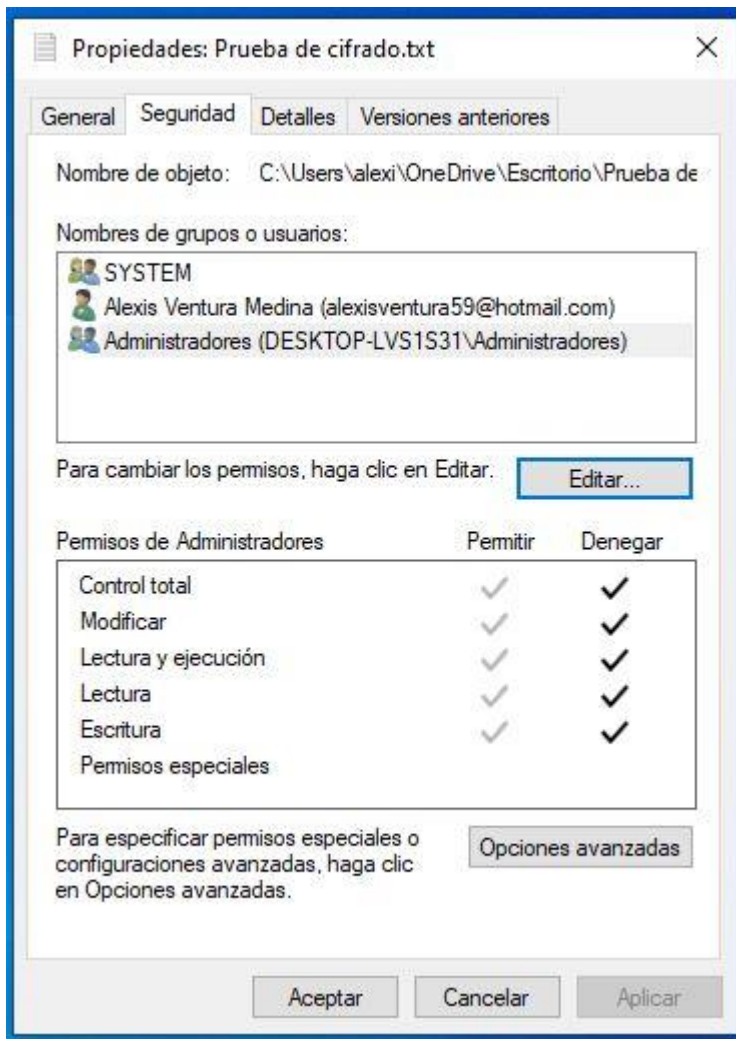 Propiedades: Prueba de cifrado.txt
General Seguridad Detalles Versiones anteriores
Nombre de objeto: C:\Users\alexi\OneDrive\Escritorio\Prueba de
Nombres de grupos o usuarios:
SYSTEM
Alexis Ventura Medina (alexisventura59@hotmail.com)
Administradores (DESKTOP-LVS1S31\Administradores)
Para cambiar los permisos, haga clic en Editar. Editar...
Permisos de Administradores Permitir Denegar
Control total
Modificar
Lectura y ejecución
Lectura
Escritura
Permisos especiales
Para especificar permisos especiales o
configuraciones avanzadas, haga clic
en Opciones avanzadas.
Opciones avanzadas
Aceptar Cancelar Aplicar